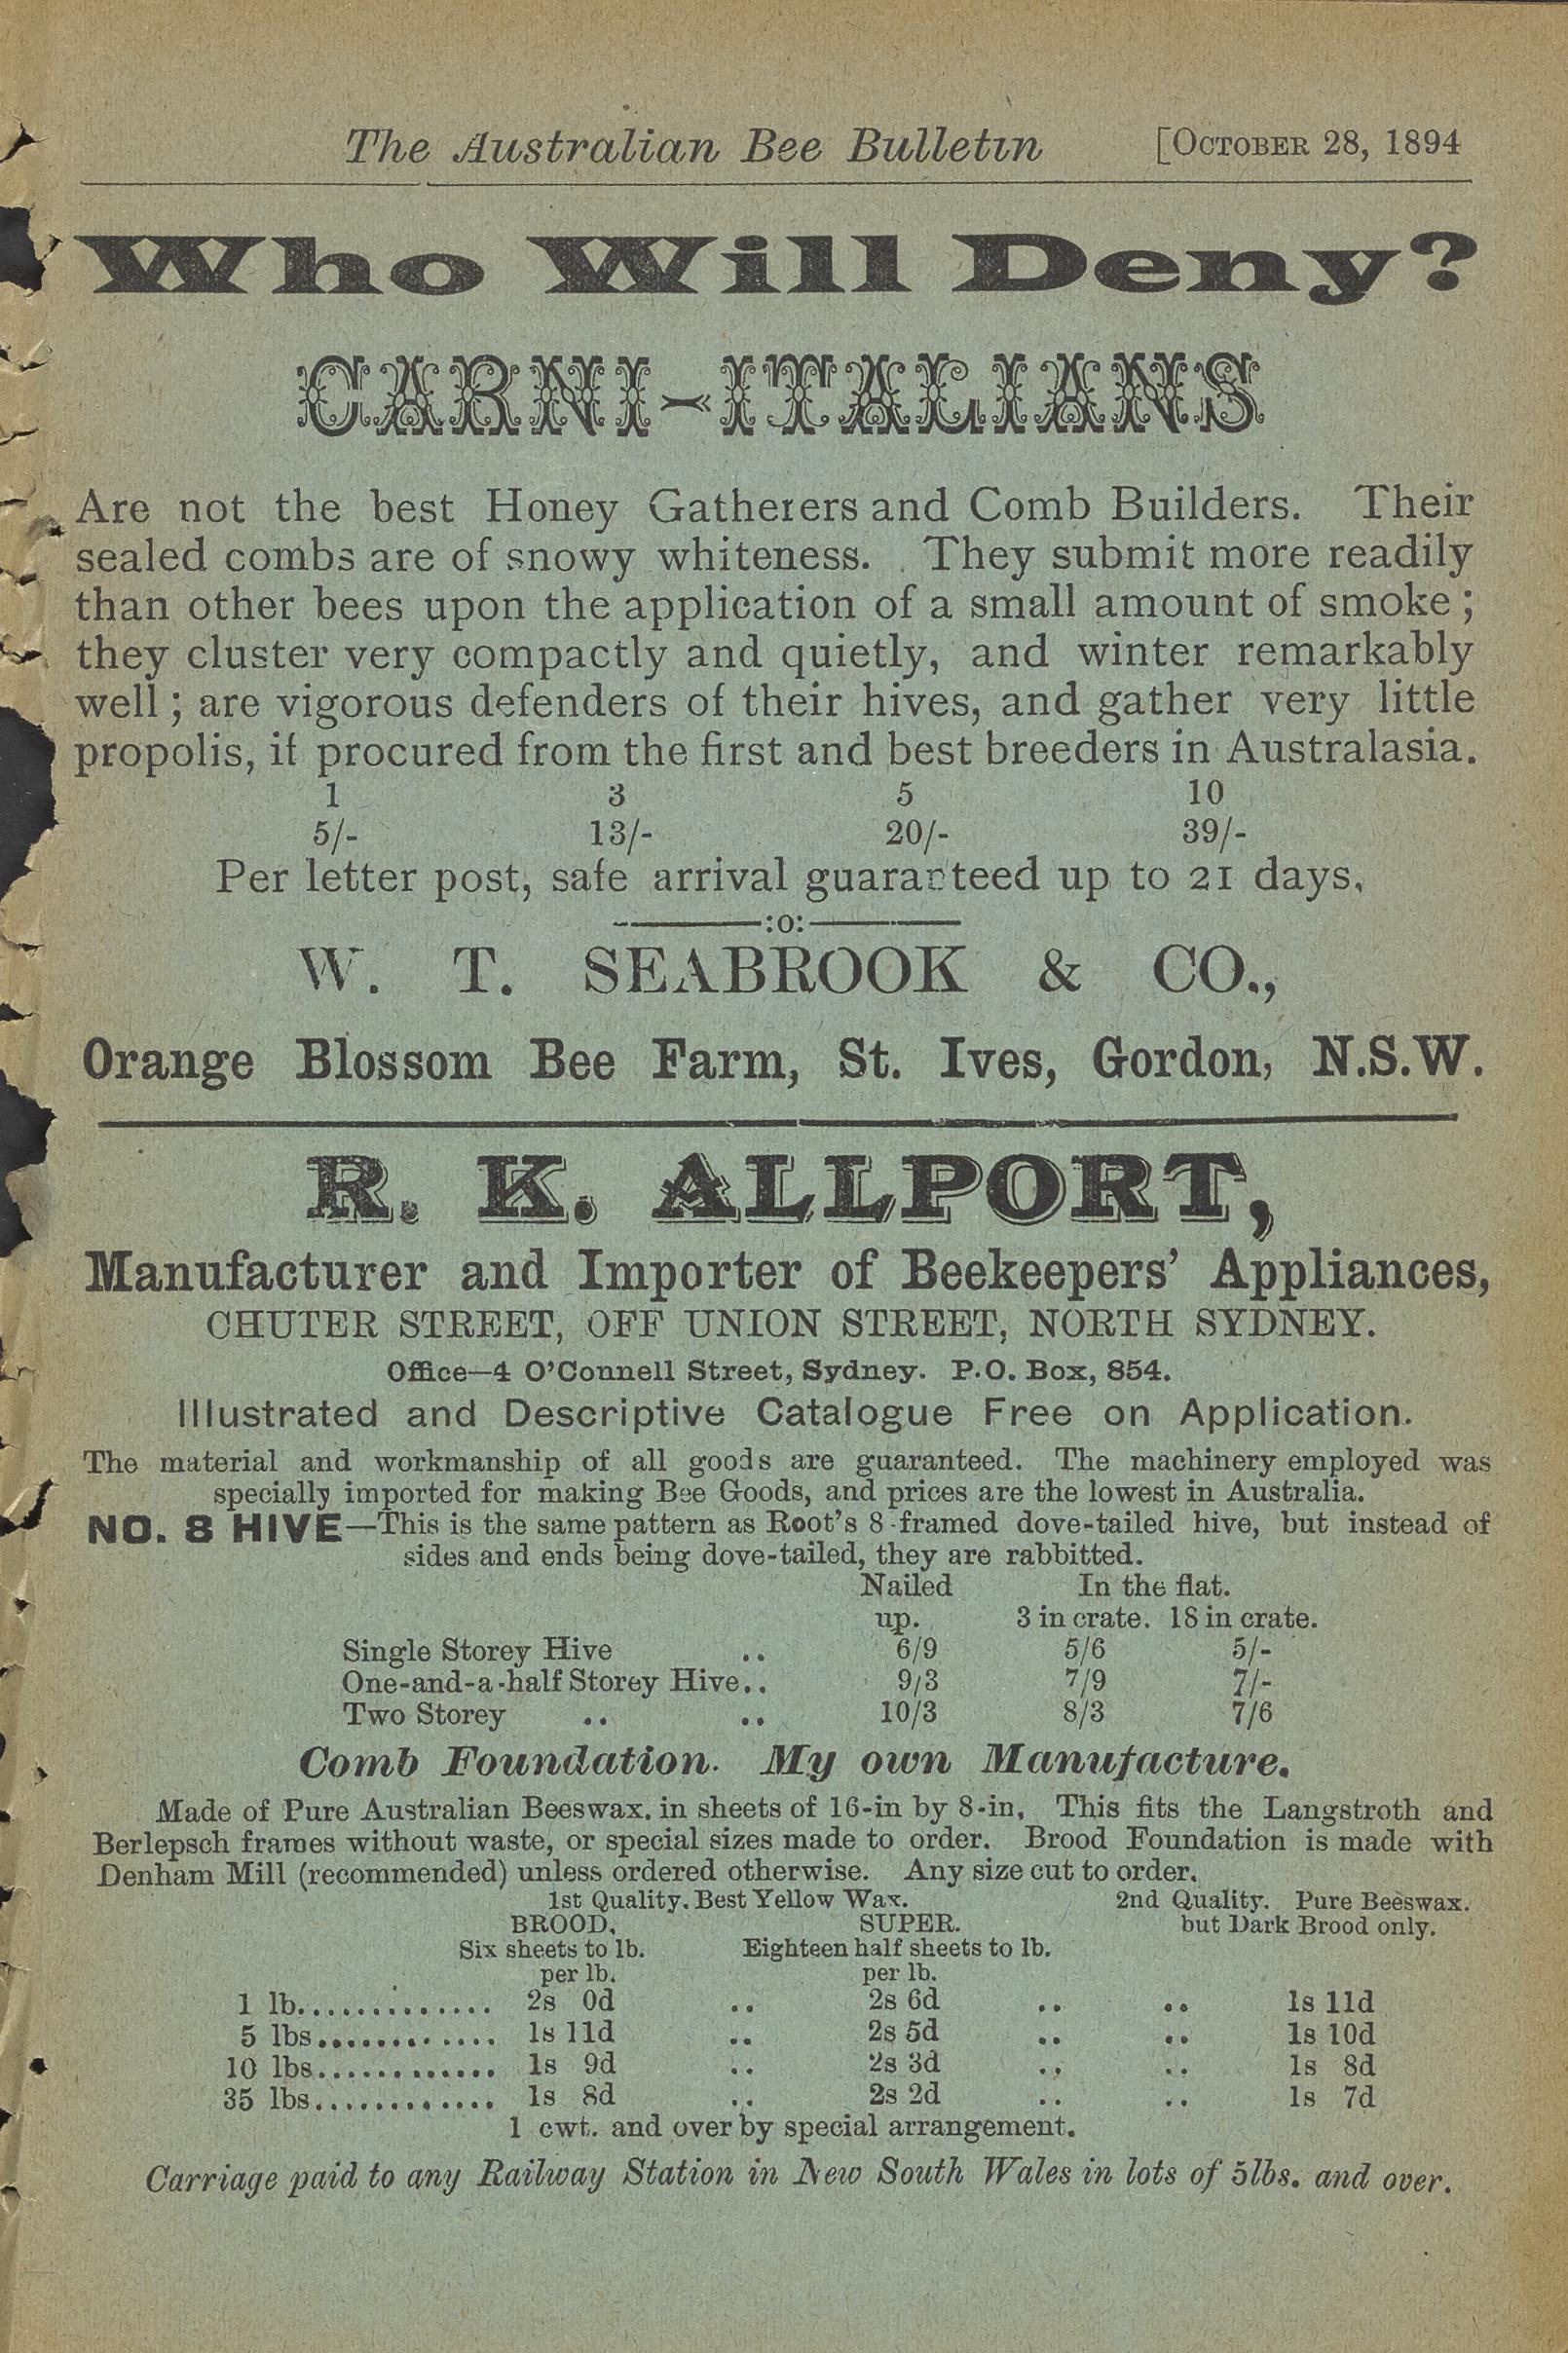 The Australian Bee Bulletin [OCTOBER 28, 1894
Who Will Deny?
CARNI-ITALIANS
Are not the best Honey Gatherers and Comb Builders. Their
sealed combs are of snowy whiteness. They submit more readily
than other bees upon the application of a small amount of smoke;
they cluster very compactly and quietly, and winter remarkably
well; are vigorous defenders of their hives, and gather very little
propolis, if procured from the first and best breeders in Australasia.
1 3 5 10
5/- 13/- 20/- 39/-
Per letter post, safe arrival guaranteed up to 21 days,
:o:
W. T. SEABROOK & CO.,
Orange Blossom Bee Farm, St. Ives, Gordon, N.S.W.
R. K. ALLPORT,
Manufacturer and Importer of Beekeepers' Appliances,
CHUTER STREET, OFF UNION STREET, NORTH SYDNEY.
Office—4 O'Connell Street, Sydney. P.O. Box, 854.
Illustrated and Descriptive Catalogue Free on Application.
The material and workmanship of all goods are guaranteed. The machinery employed was
specially imported for making Bee Goods, and prices are the lowest in Australia.
NO. 8 HIVE—This is the same pattern as Root's 8-framed dove-tailed hive, but instead of
sides and ends being dove-tailed, they are rabbitted.
Nailed In the flat.
up. 3 in crate. 18 in crate.
Single Storey Hive .. 6/9 5/6 5/-
One-and-a-half Storey Hive.. 9/3 7/9 7/-
Two Storey .. .. 10/3 8/3 7/6
Comb Foundation. My own Manufacture.
Made of Pure Australian Beeswax. in sheets of 16-in by 8-in, This fits the Langstroth and
Berlepsch frames without waste, or special sizes made to order. Brood Foundation is made with
Denham Mill (recommended) unless ordered otherwise. Any size cut to order.
1st Quality. Best Yellow Wax. 2nd Quality. Pure Beeswax.
BROOD, SUPER. but Dark Brood only.
Six sheets to lb. Eighteen half sheets to lb.
per lb. per lb.
1 lb.............. 2s 0d .. 2s 6d .. .. 1s 11d
5 lbs............. 1s 11d .. 2s 5d .. .. 1s 10d
10 lbs............. 1s 9d .. 2s 3d .. .. 1s 8d
35 lbs............. 1s 8d .. 2s 2d .. .. 1s 7d
1 cwt. and over by special arrangement.
Carriage paid to any Railway Station in New South Wales in lots of 5lbs. and over.